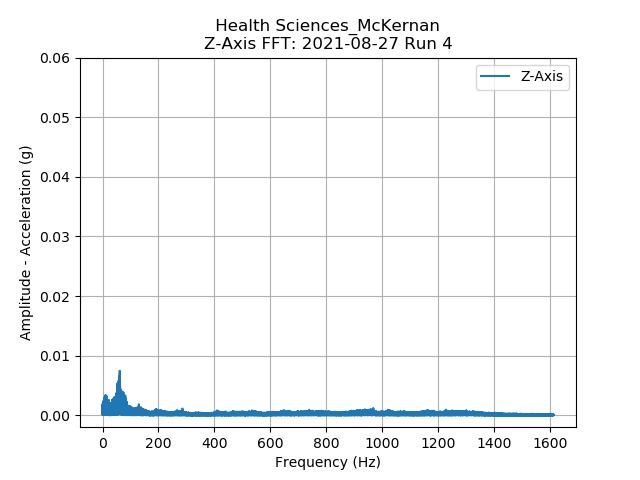 Health Sciences_McKernan
Z-Axis FFT: 2021-08-27 Run 4
Z-Axis
0.06
0.05
0.04
0.03
0.02
0.01
0.00
Amplitude - Acceleration (g)
0 200 400 600 800 1000 1200 1400 1600
Frequency (Hz)